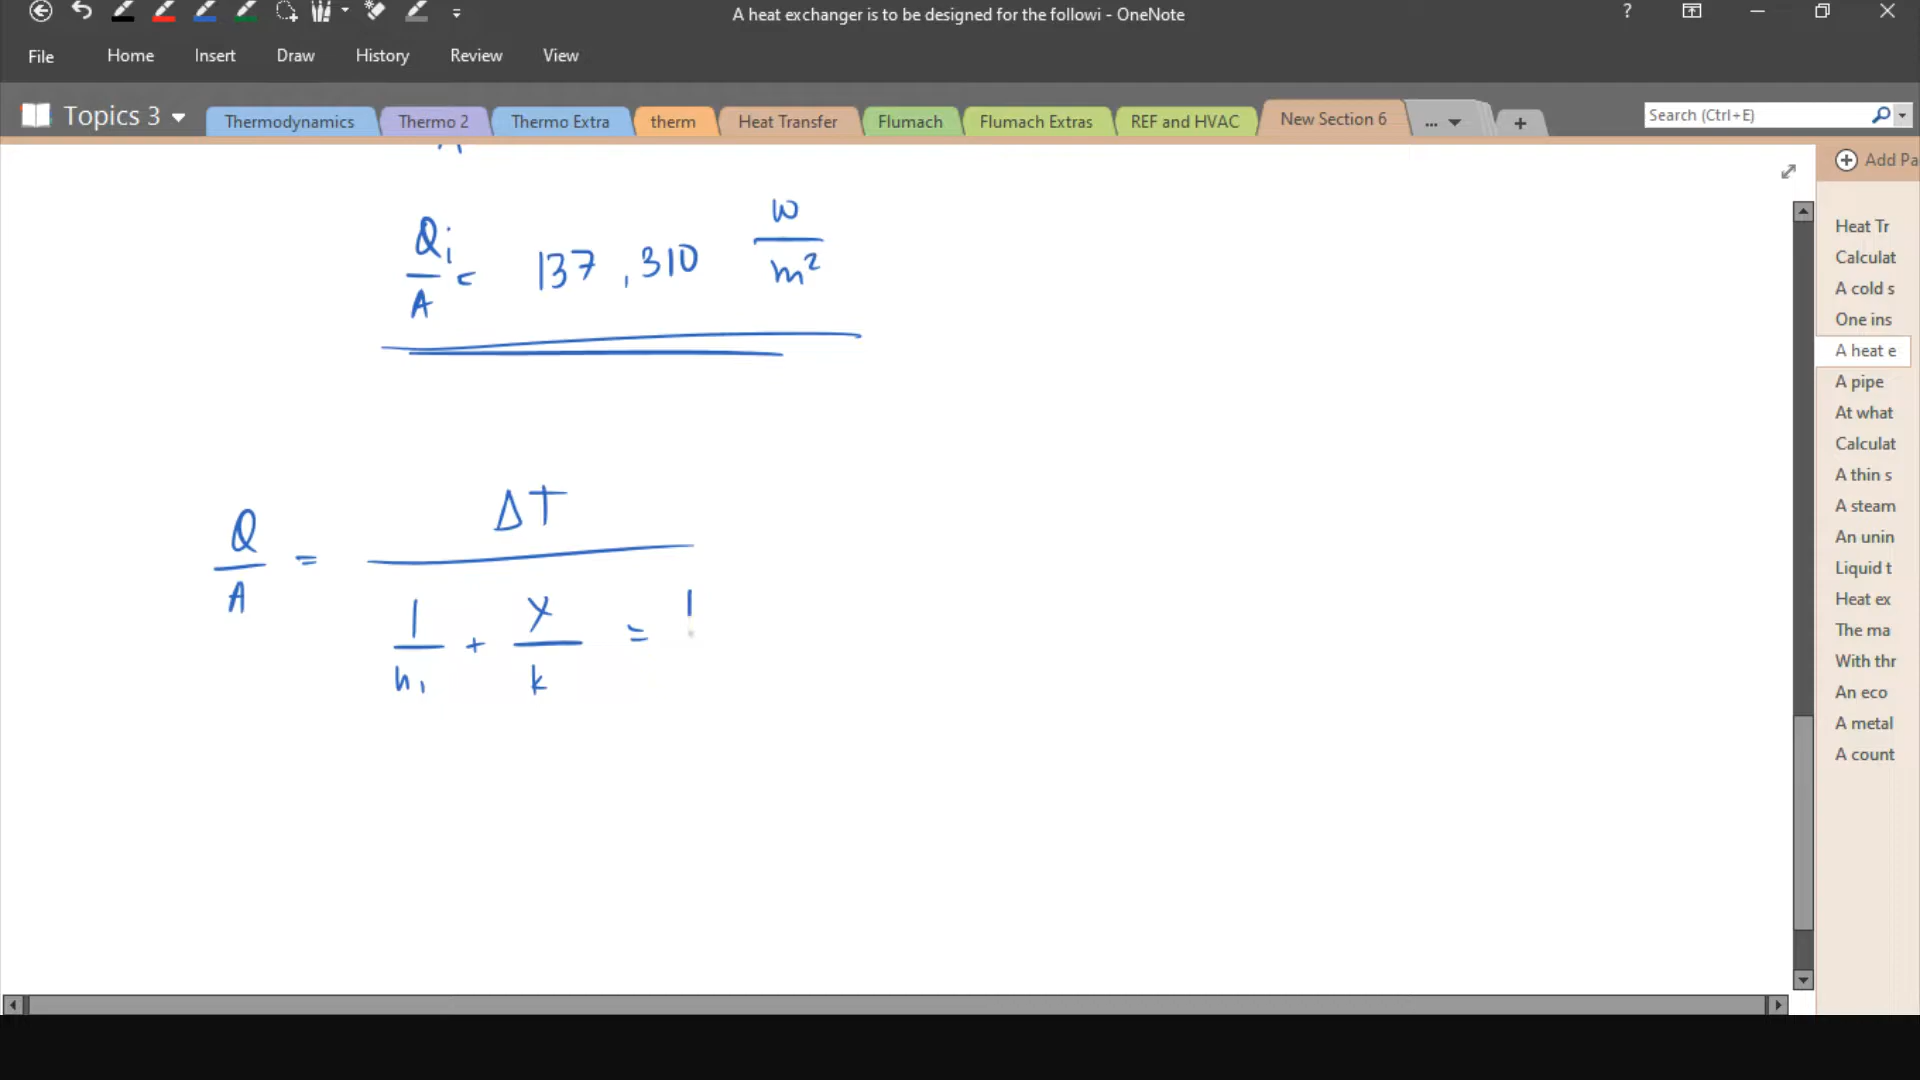 A heat exchanger is to be designed for the followi - OneNote
?
File Home Insert Draw History Review View
Topics 3 Thermodynamics Thermo 2 Thermo Extra therm Heat Transfer Flumach Flumach Extras REF and HVAC New Section 6 ... + Search (Ctrl+E)
Add Pa
Qi/A = 137,310 W/m²
Q/A = ΔT
1/h₁ + x/k = 1
Heat Tr
Calculat
A cold s
One ins
A heat e
A pipe
At what
Calculat
A thin s
A steam
An unin
Liquid t
Heat ex
The ma
With thr
An eco
A metal
A count